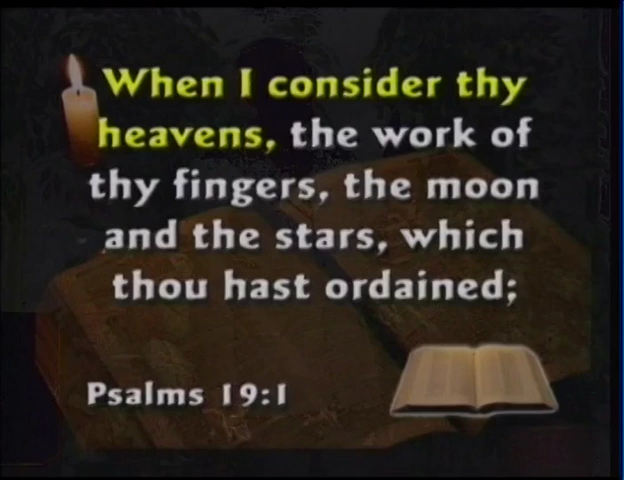 When I consider thy
heavens, the work of
thy fingers, the moon
and the stars, which
thou hast ordained;
Psalms 19:1